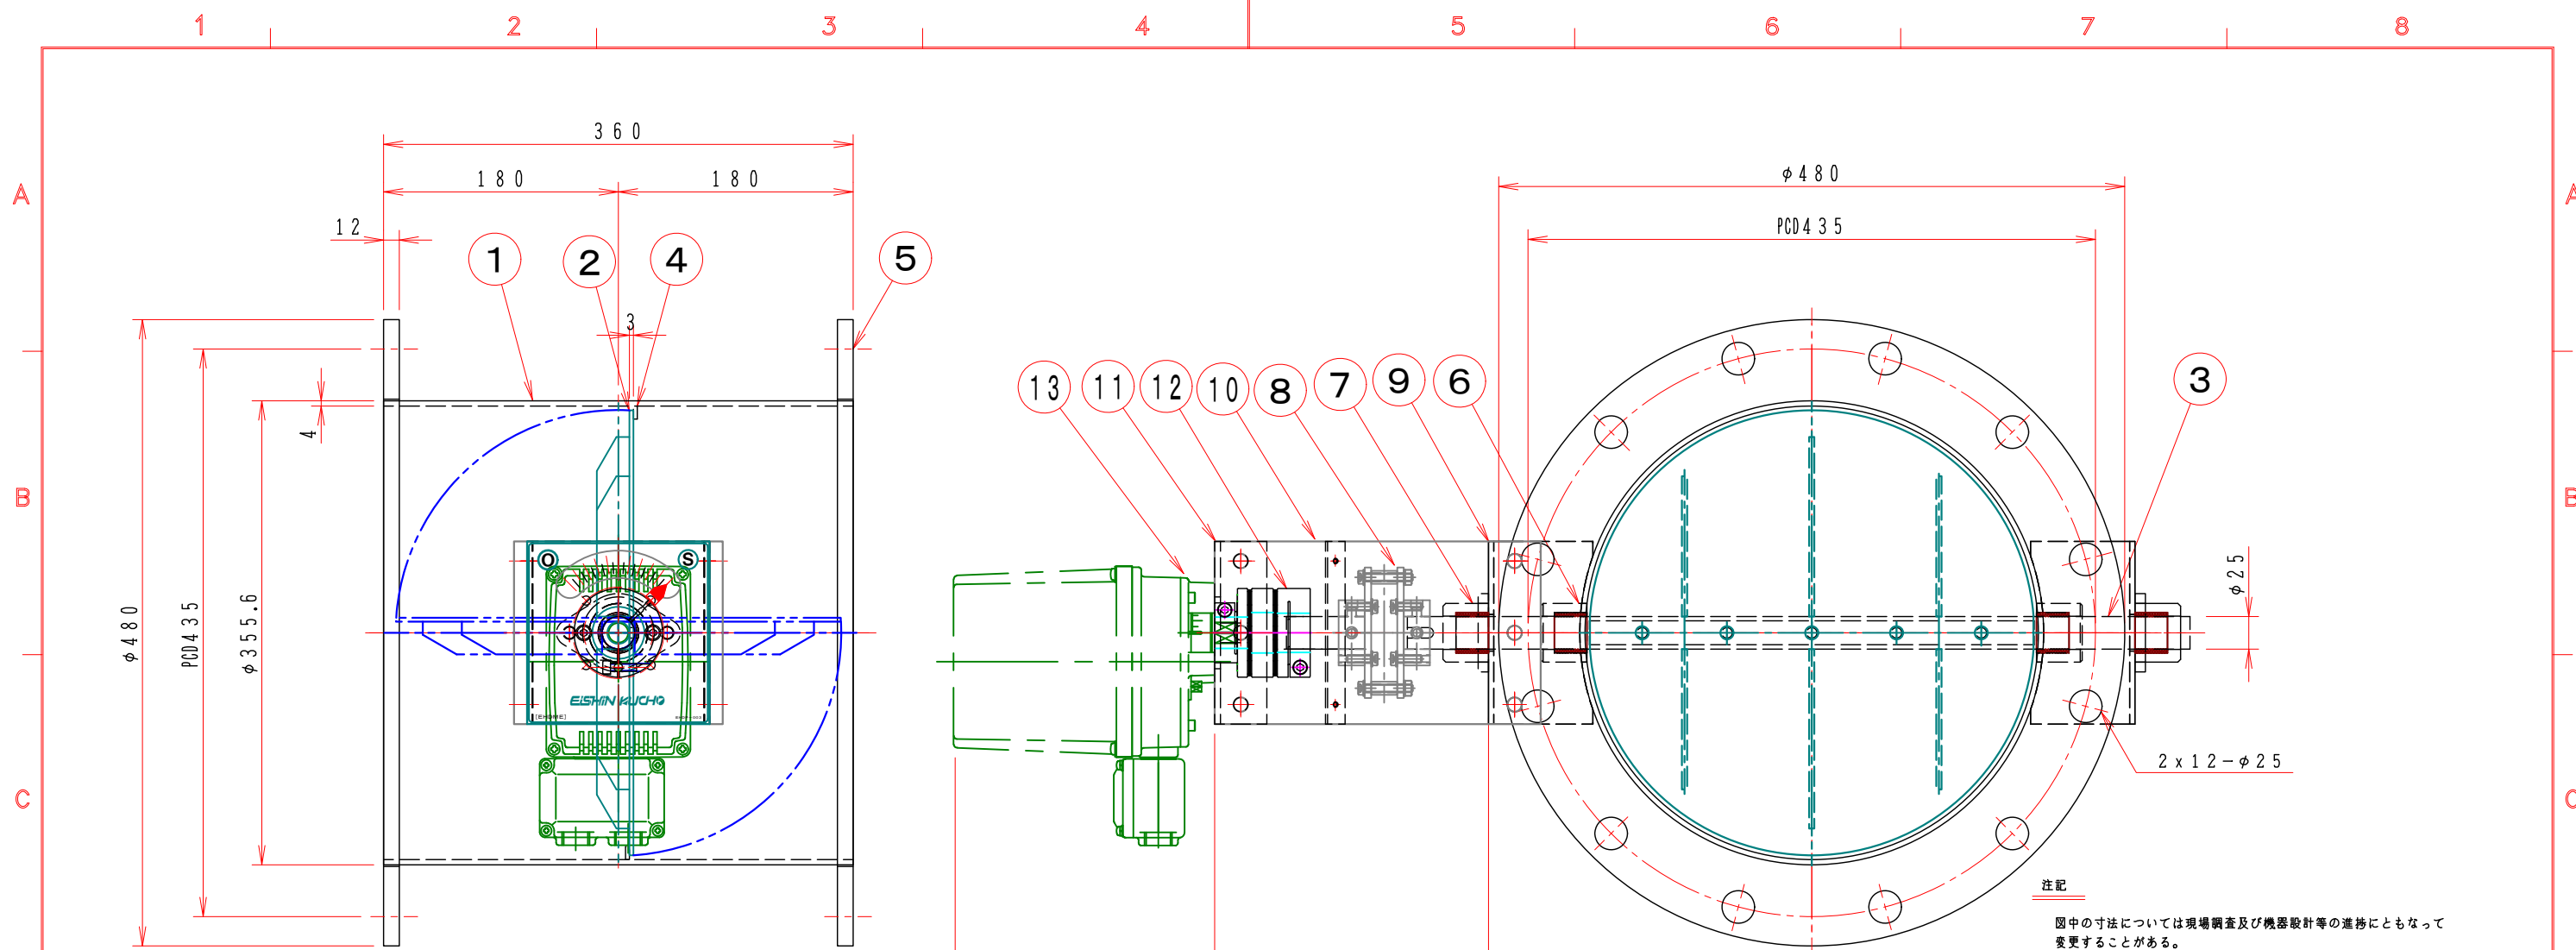 1 2 3 4 5 6 7 8
A A
360
180 180
φ480
12
PCD435
1 2 4 5
3
13 11 12 10 8 7 9 6 3
4
B B
O S
φ480
PCD435
φ355.6
φ25
EiSHIN KUCHO
[EHOME]
2x12-φ25
C C
注記
図中の寸法については現場調査及び機器設計等の進捗にともなって
変更することがある。